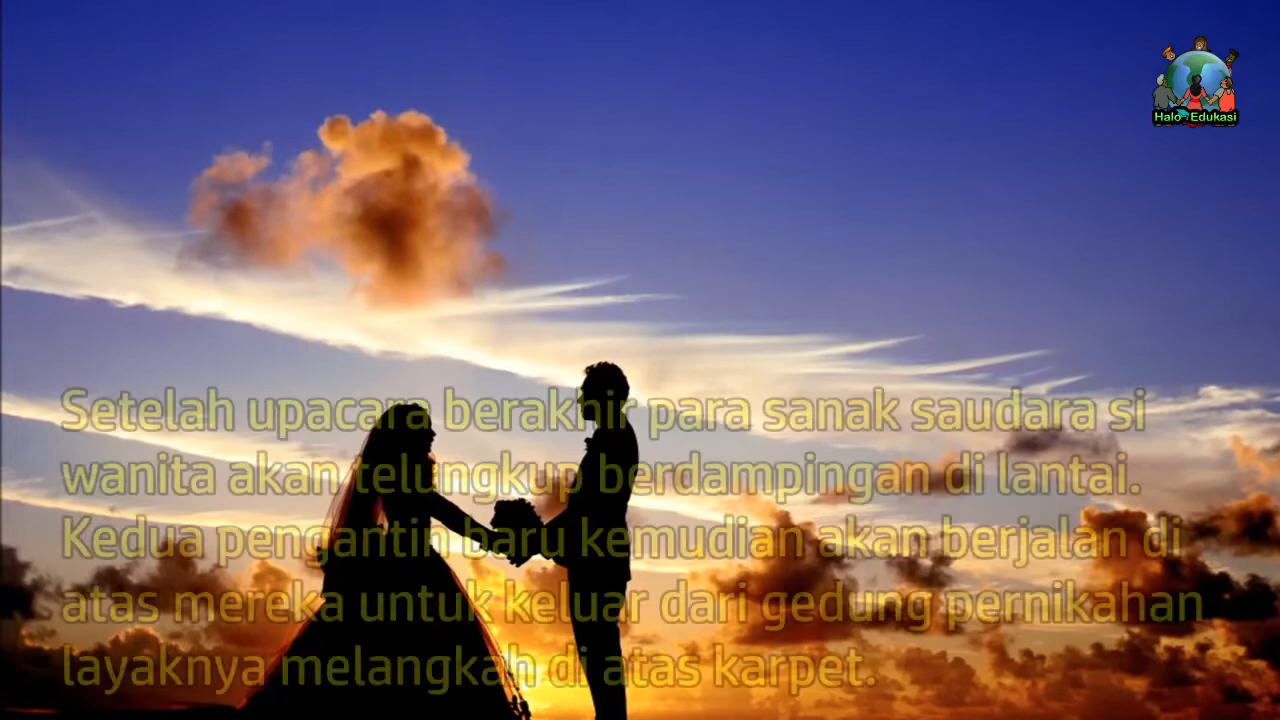 Halo Edukasi
Setelah upacara berakhir para sanak saudara si
wanita akan telungkup berdampingan di lantai.
Kedua pengantin baru kemudian akan berjalan di
atas mereka untuk keluar dari gedung pernikahan
layaknya melangkah di atas karpet.